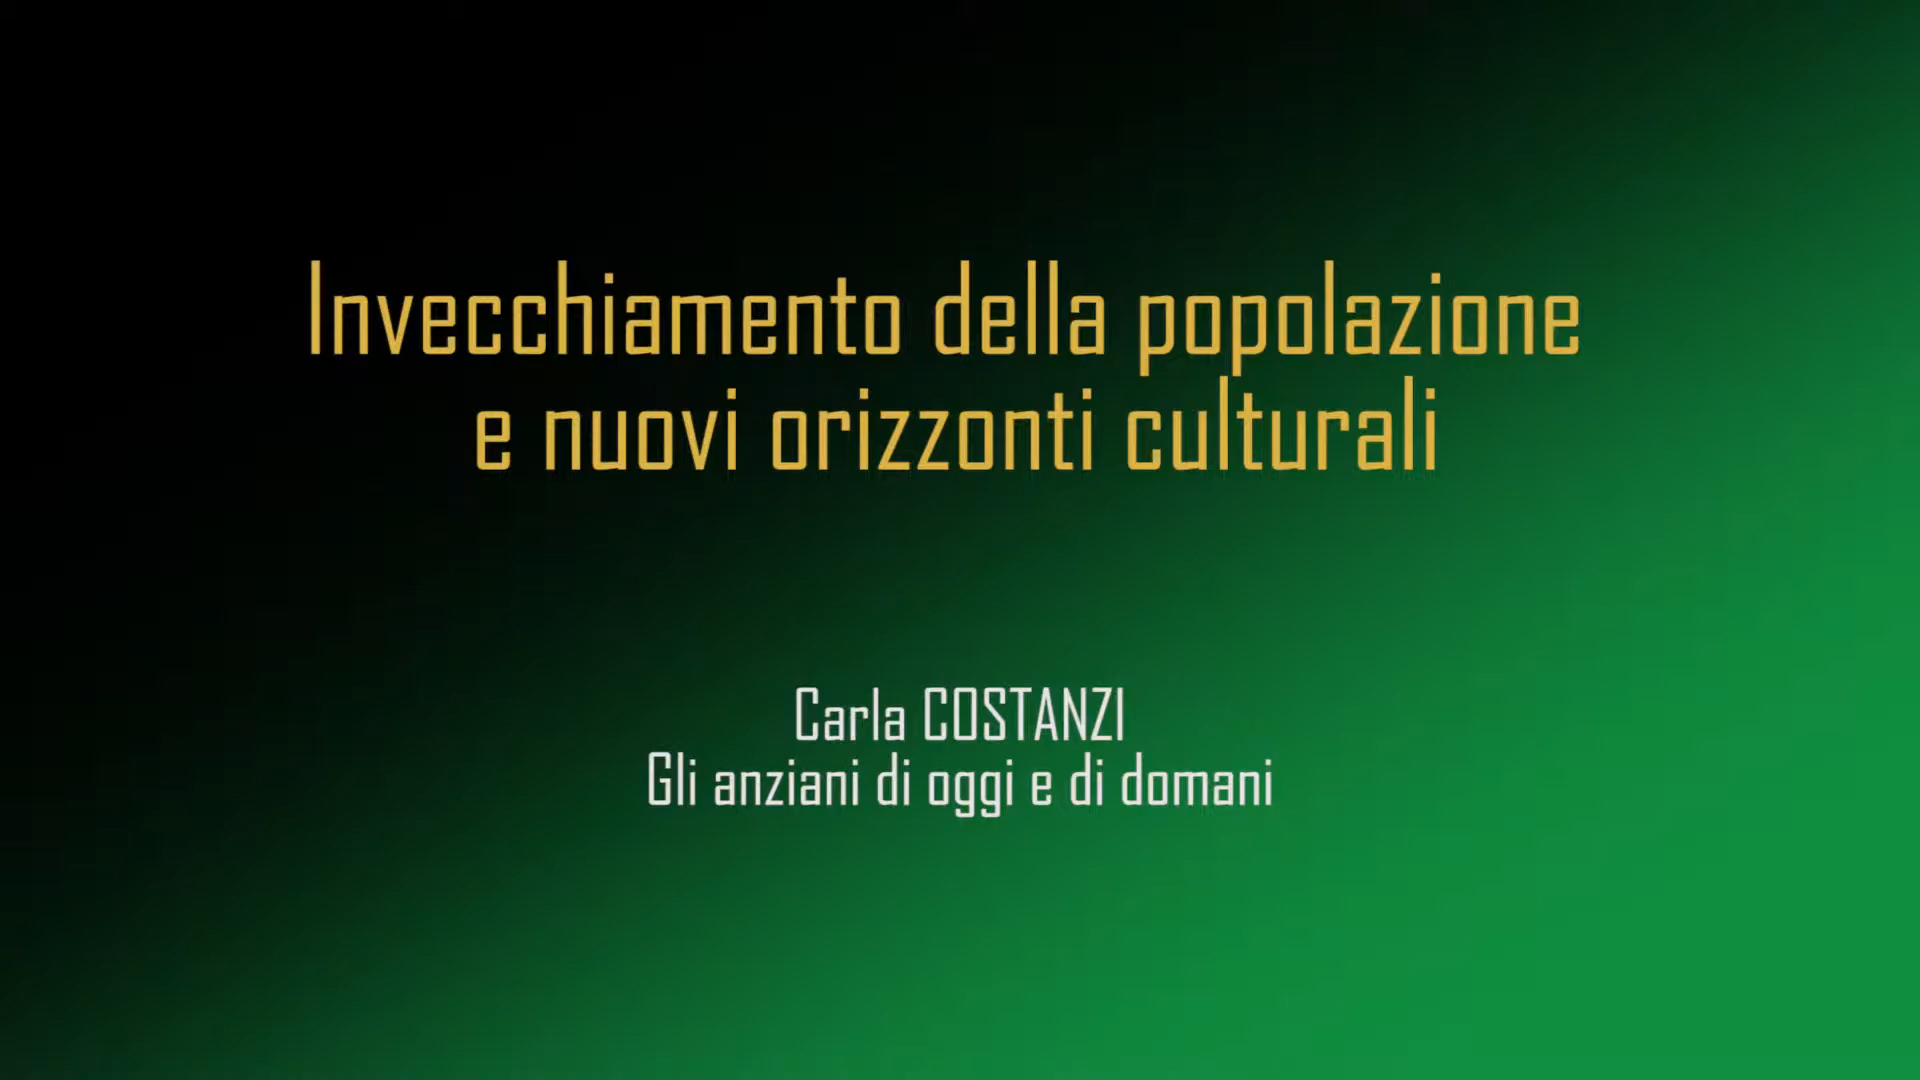 Invecchiamento della popolazione
e nuovi orizzonti culturali
Carla COSTANZI
Gli anziani di oggi e di domani